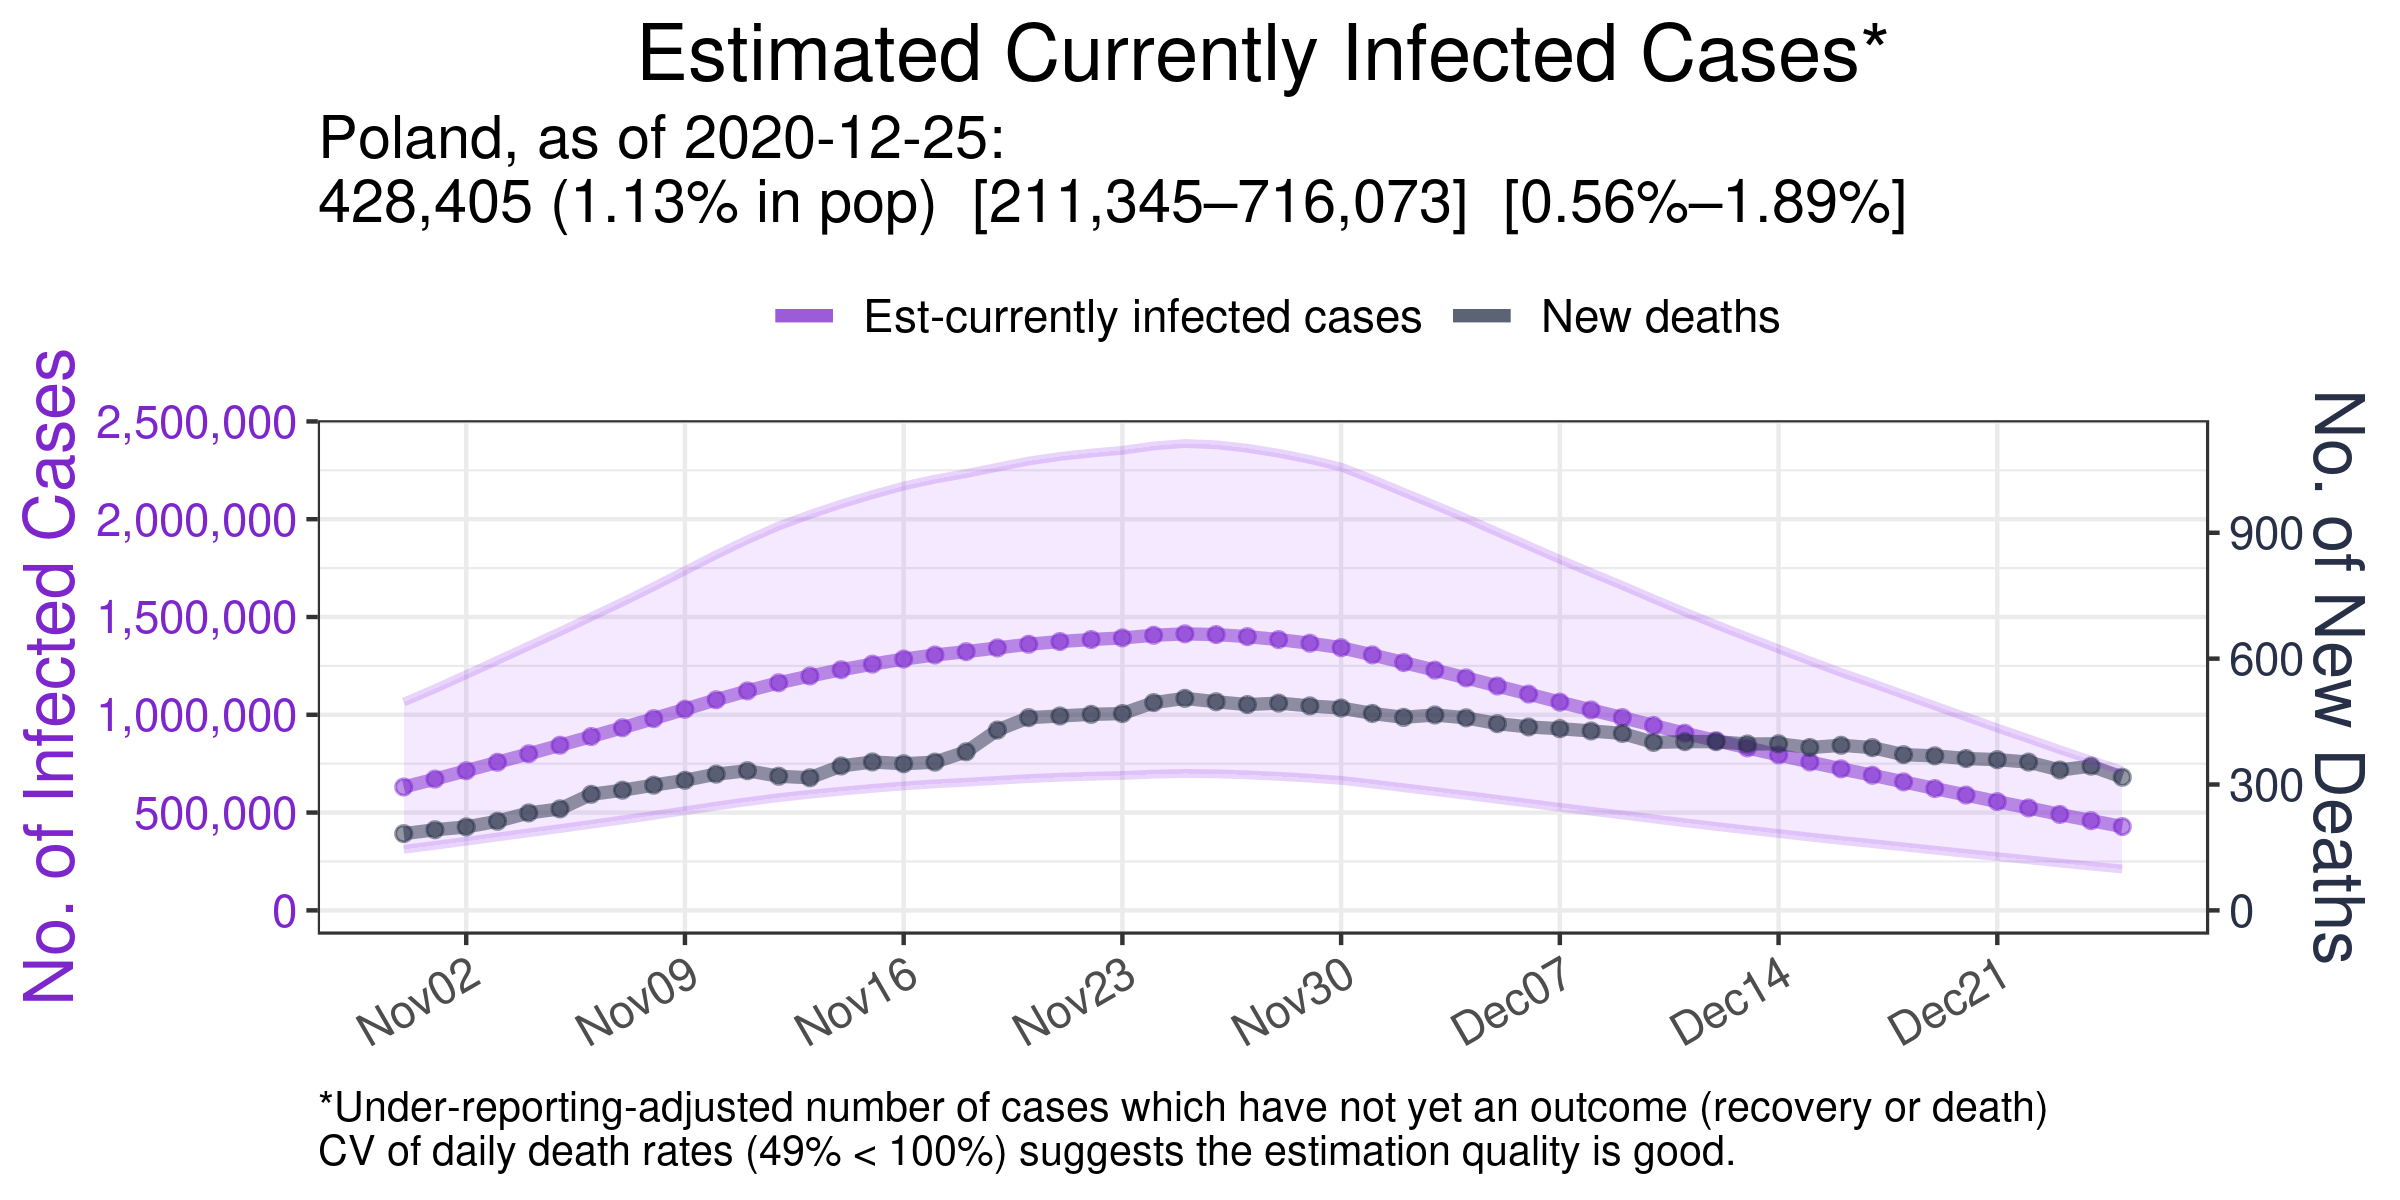 Estimated Currently Infected Cases*
Poland, as of 2020-12-25:
428,405 (1.13% in pop) [211,345–716,073] [0.56%–1.89%]
Est-currently infected cases
New deaths
No. of Infected Cases
2,500,000
2,000,000
1,500,000
1,000,000
500,000
0
No. of New Deaths
900
600
300
0
Nov02
Nov09
Nov16
Nov23
Nov30
Dec07
Dec14
Dec21
*Under-reporting-adjusted number of cases which have not yet an outcome (recovery or death)
CV of daily death rates (49% < 100%) suggests the estimation quality is good.